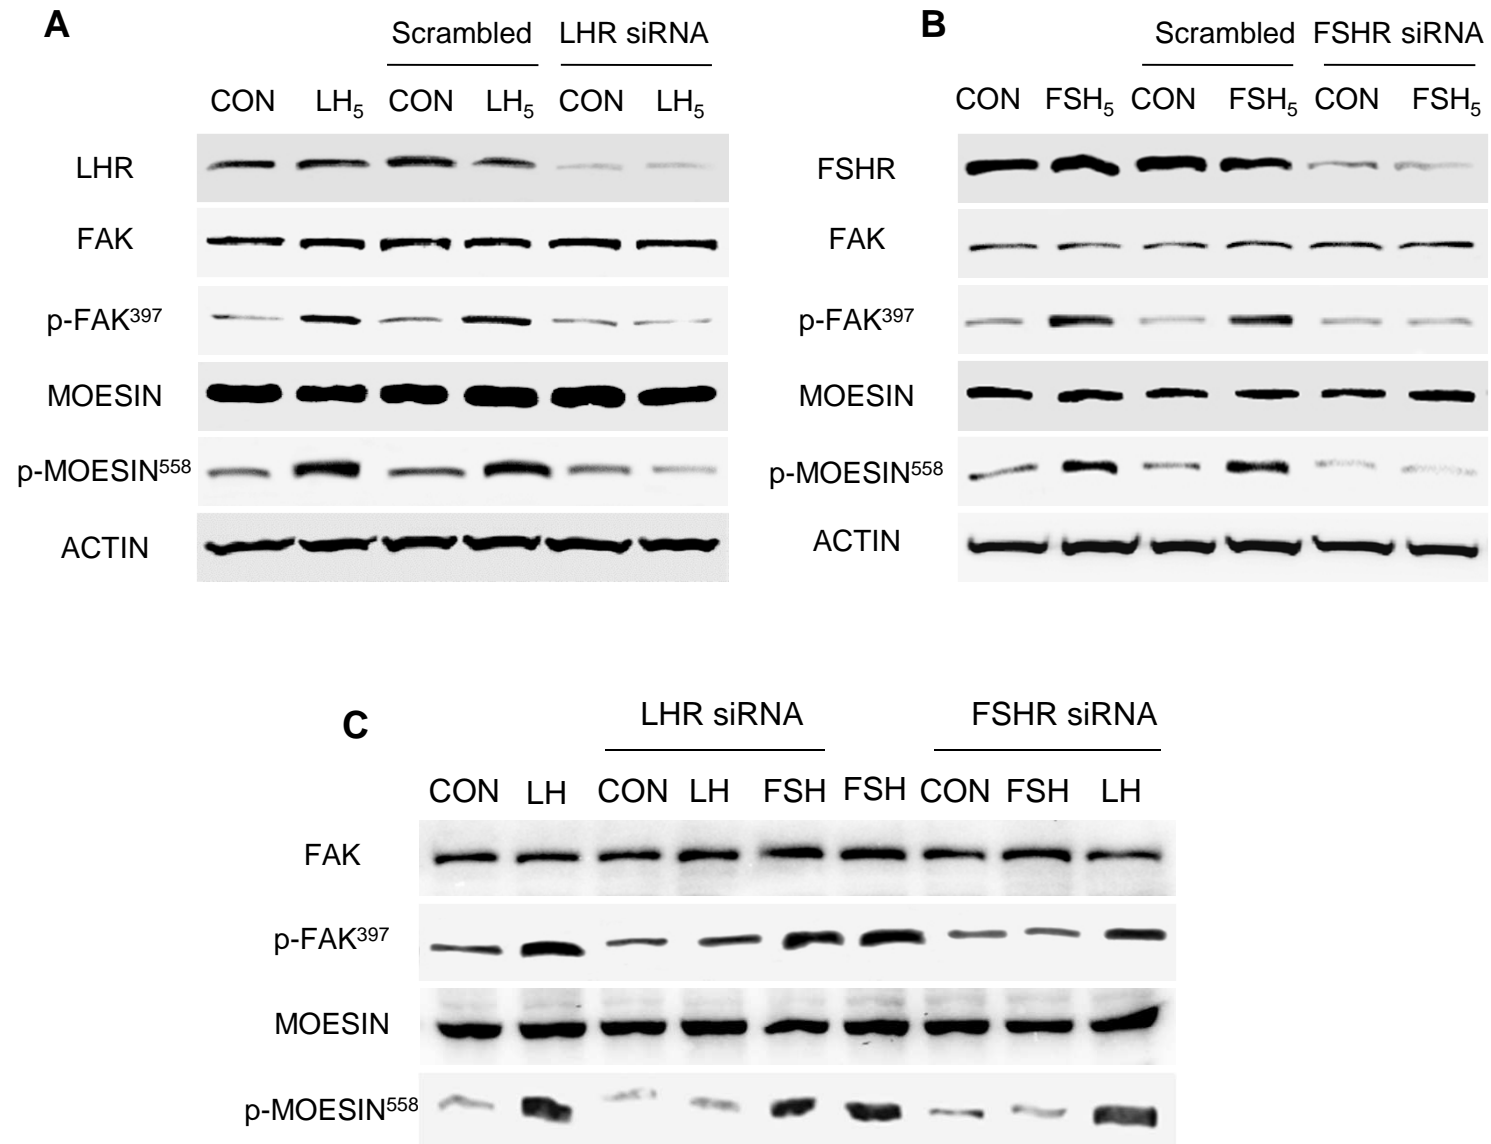 A
Scrambled LHR siRNA
CON LH5 CON LH5 CON LH5
LHR
FAK
p-FAK397
MOESIN
p-MOESIN558
ACTIN
B
Scrambled FSHR siRNA
CON FSH5 CON FSH5 CON FSH5
FSHR
FAK
p-FAK397
MOESIN
p-MOESIN558
ACTIN
C
LHR siRNA FSHR siRNA
CON LH CON LH FSH FSH CON FSH LH
FAK
p-FAK397
MOESIN
p-MOESIN558